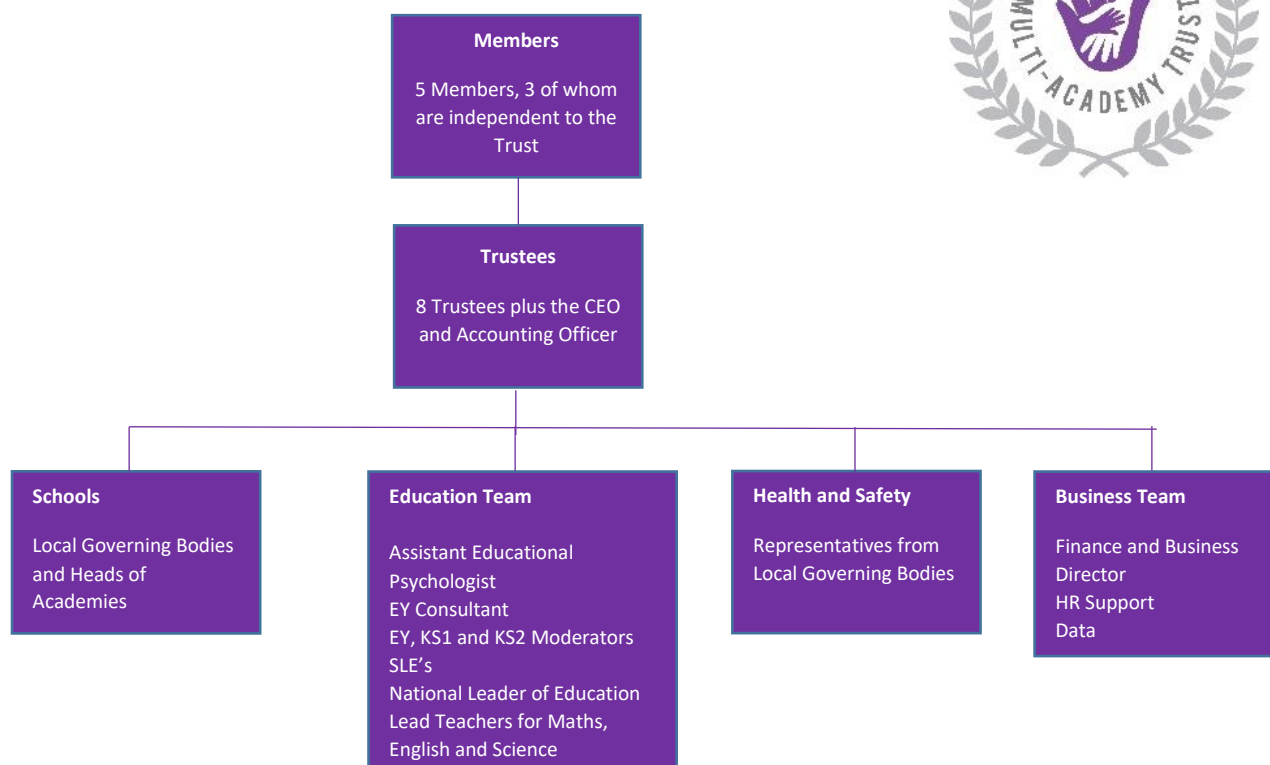 MULTI-ACADEMY TRUST
Members
5 Members, 3 of whom
are independent to the
Trust
Trustees
8 Trustees plus the CEO
and Accounting Officer
Schools
Local Governing Bodies
and Heads of
Academies
Education Team
Assistant Educational
Psychologist
EY Consultant
EY, KS1 and KS2 Moderators
SLE’s
National Leader of Education
Lead Teachers for Maths,
English and Science
Health and Safety
Representatives from
Local Governing Bodies
Business Team
Finance and Business
Director
HR Support
Data